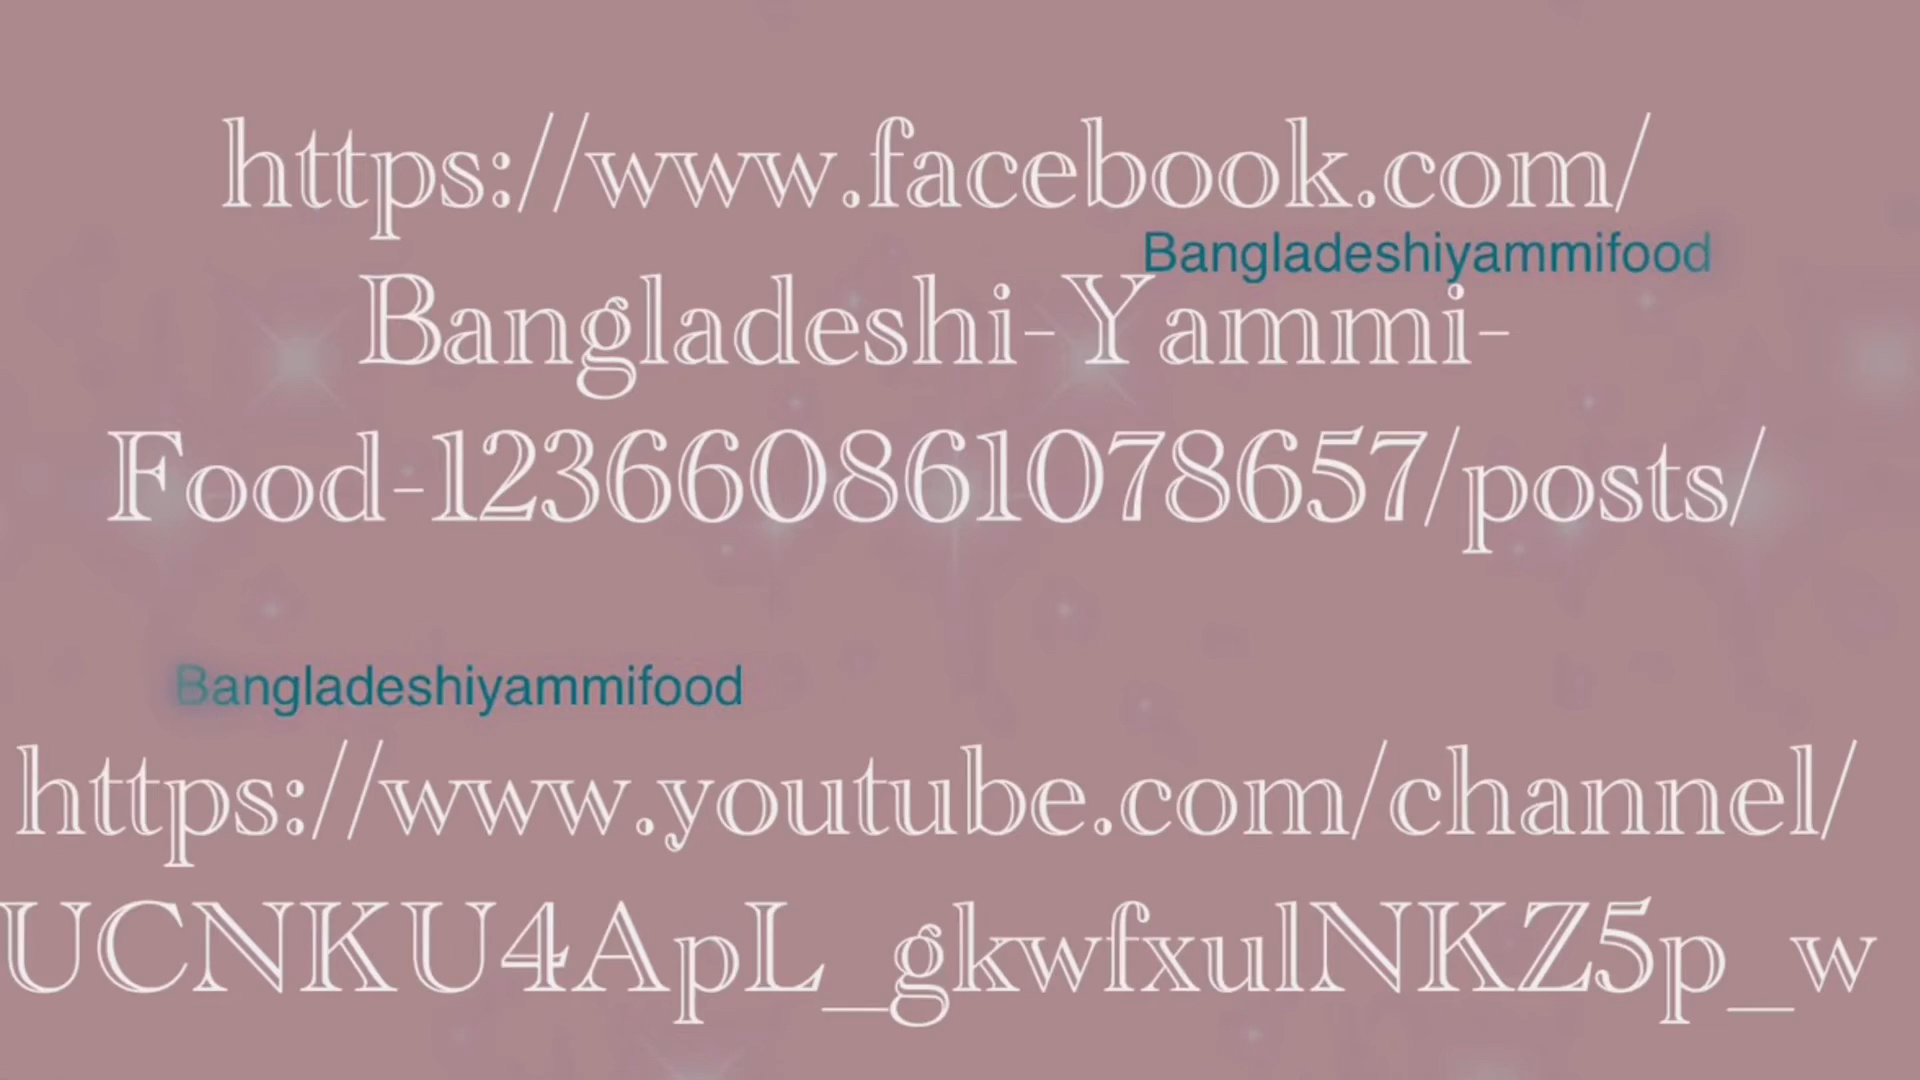 https://www.facebook.com/
Bangladeshiyammifood
Bangladeshi-Yammi-
Food-123660861078657/posts/
Bangladeshiyammifood
https://www.youtube.com/channel/
UCNKU4ApL_gkwfxulNKZ5p_w